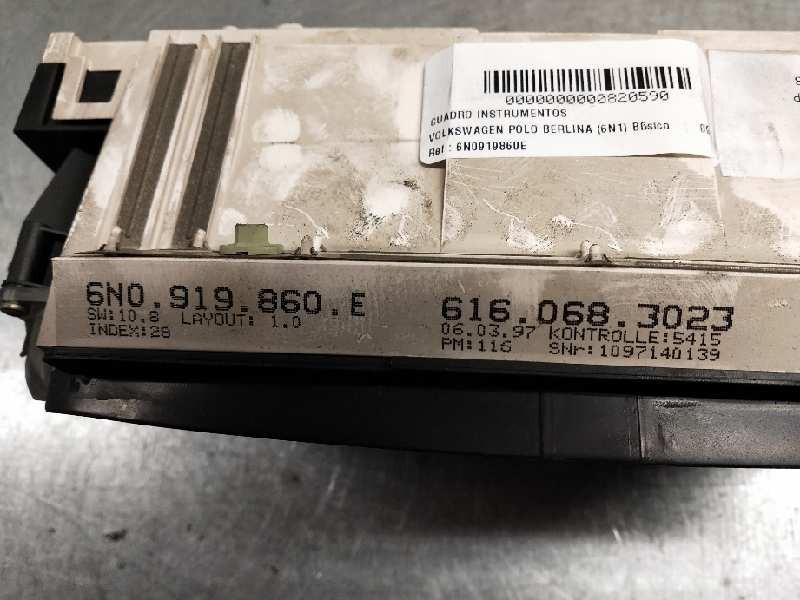 0000000002820590
CUADRO INSTRUMENTOS
VOLKSWAGEN POLO BERLINA (6N1) Básico
Ref.: 6N0919860E
6N0.919.860.E
SW:10.8 LAYOUT: 1.0
INDEX:28
616.068.3023
06.03.97 KONTROLLE:5415
PM:116 SNr:1097140139